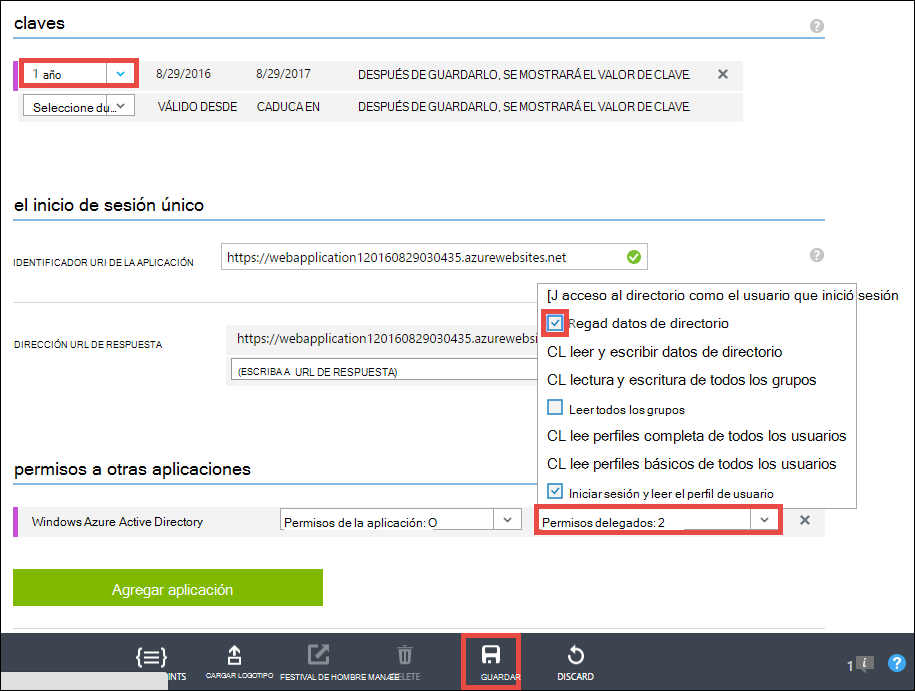 claves
1 año 8/29/2016 8/29/2017 DESPUÉS DE GUARDARLO, SE MOSTRARÁ EL VALOR DE CLAVE.
Seleccione du... VÁLIDO DESDE CADUCA EN DESPUÉS DE GUARDARLO, SE MOSTRARÁ EL VALOR DE CLAVE.
el inicio de sesión único
IDENTIFICADOR URI DE LA APLICACIÓN https://webapplication120160829030435.azurewebsites.net
[J acceso al directorio como el usuario que inició sesión
Regad datos de directorio
DIRECCIÓN URL DE RESPUESTA https://webapplication120160829030435.azurewebsi
CL leer y escribir datos de directorio
(ESCRIBA A URL DE RESPUESTA)
CL lectura y escritura de todos los grupos
Leer todos los grupos
CL lee perfiles completa de todos los usuarios
CL lee perfiles básicos de todos los usuarios
permisos a otras aplicaciones
Iniciar sesión y leer el perfil de usuario
Windows Azure Active Directory Permisos de la aplicación: O Permisos delegados: 2
Agregar aplicación
INTS CARGAR LOGOTIPO FESTIVAL DE HOMBRE MANAEE DELETE GUARDAR DISCARD
1